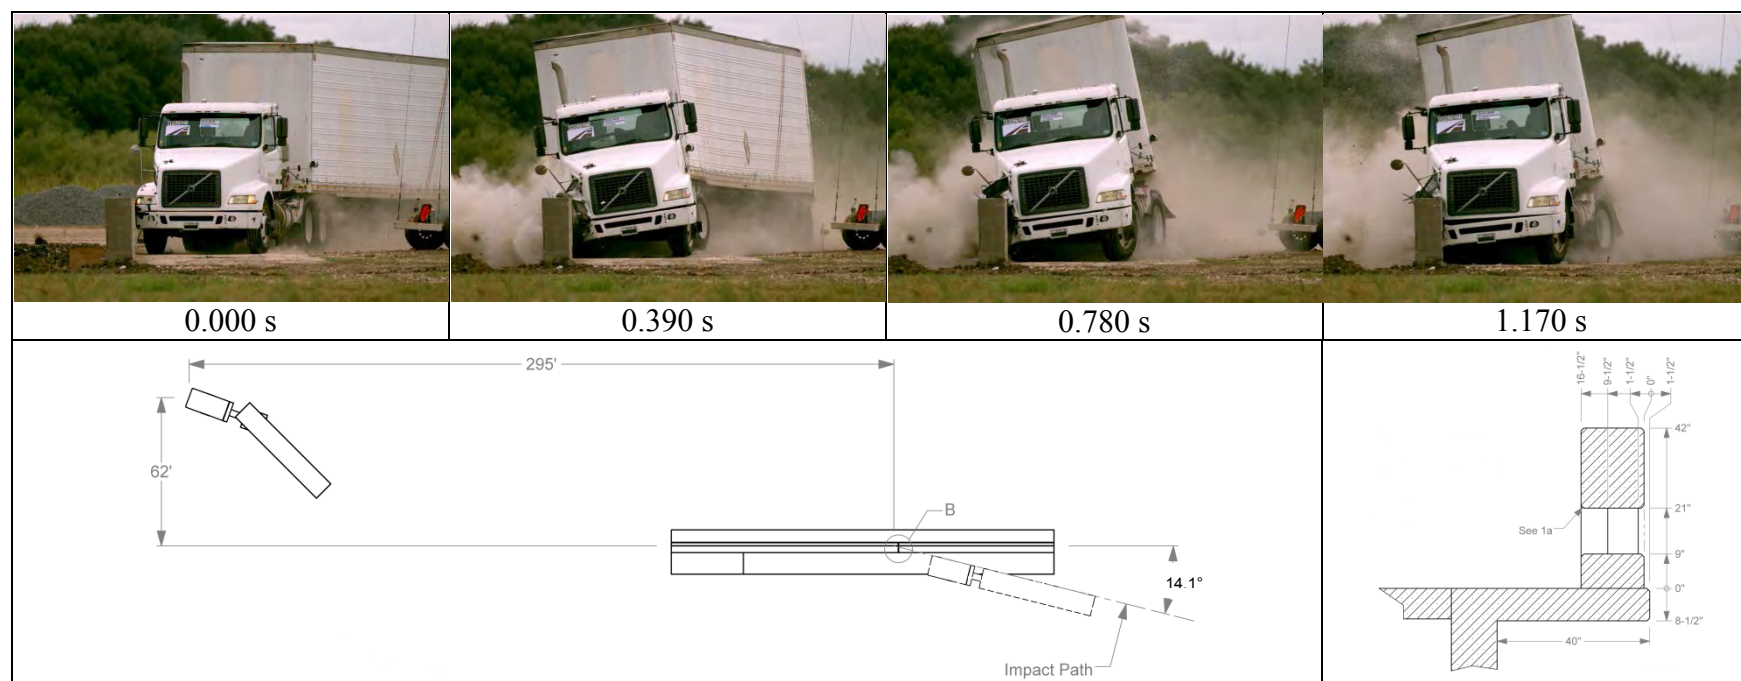 0.000 s
0.390 s
0.780 s
1.170 s
295'
62'
B
14.1°
Impact Path
16-1/2"
9-1/2"
1-1/2"
0"
1-1/2"
42"
21"
See 1a
9"
0"
8-1/2"
40"